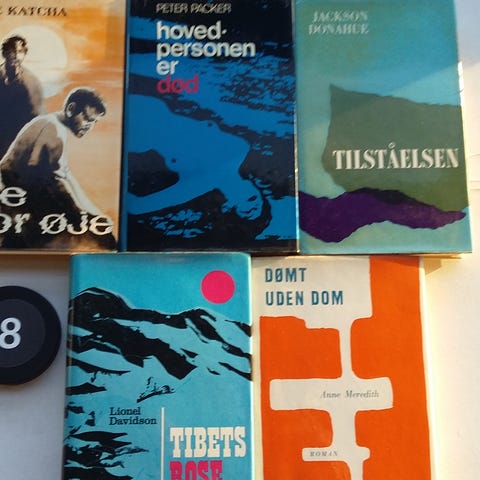 E KATCHA
e
or øje
PETER PACKER
hoved-
personen
er
død
JACKSON
DONAHUE
TILSTÅELSEN
8
Lionel
Davidson
TIBETS
ROSE
DØMT
UDEN DOM
Anne Meredith
ROMAN